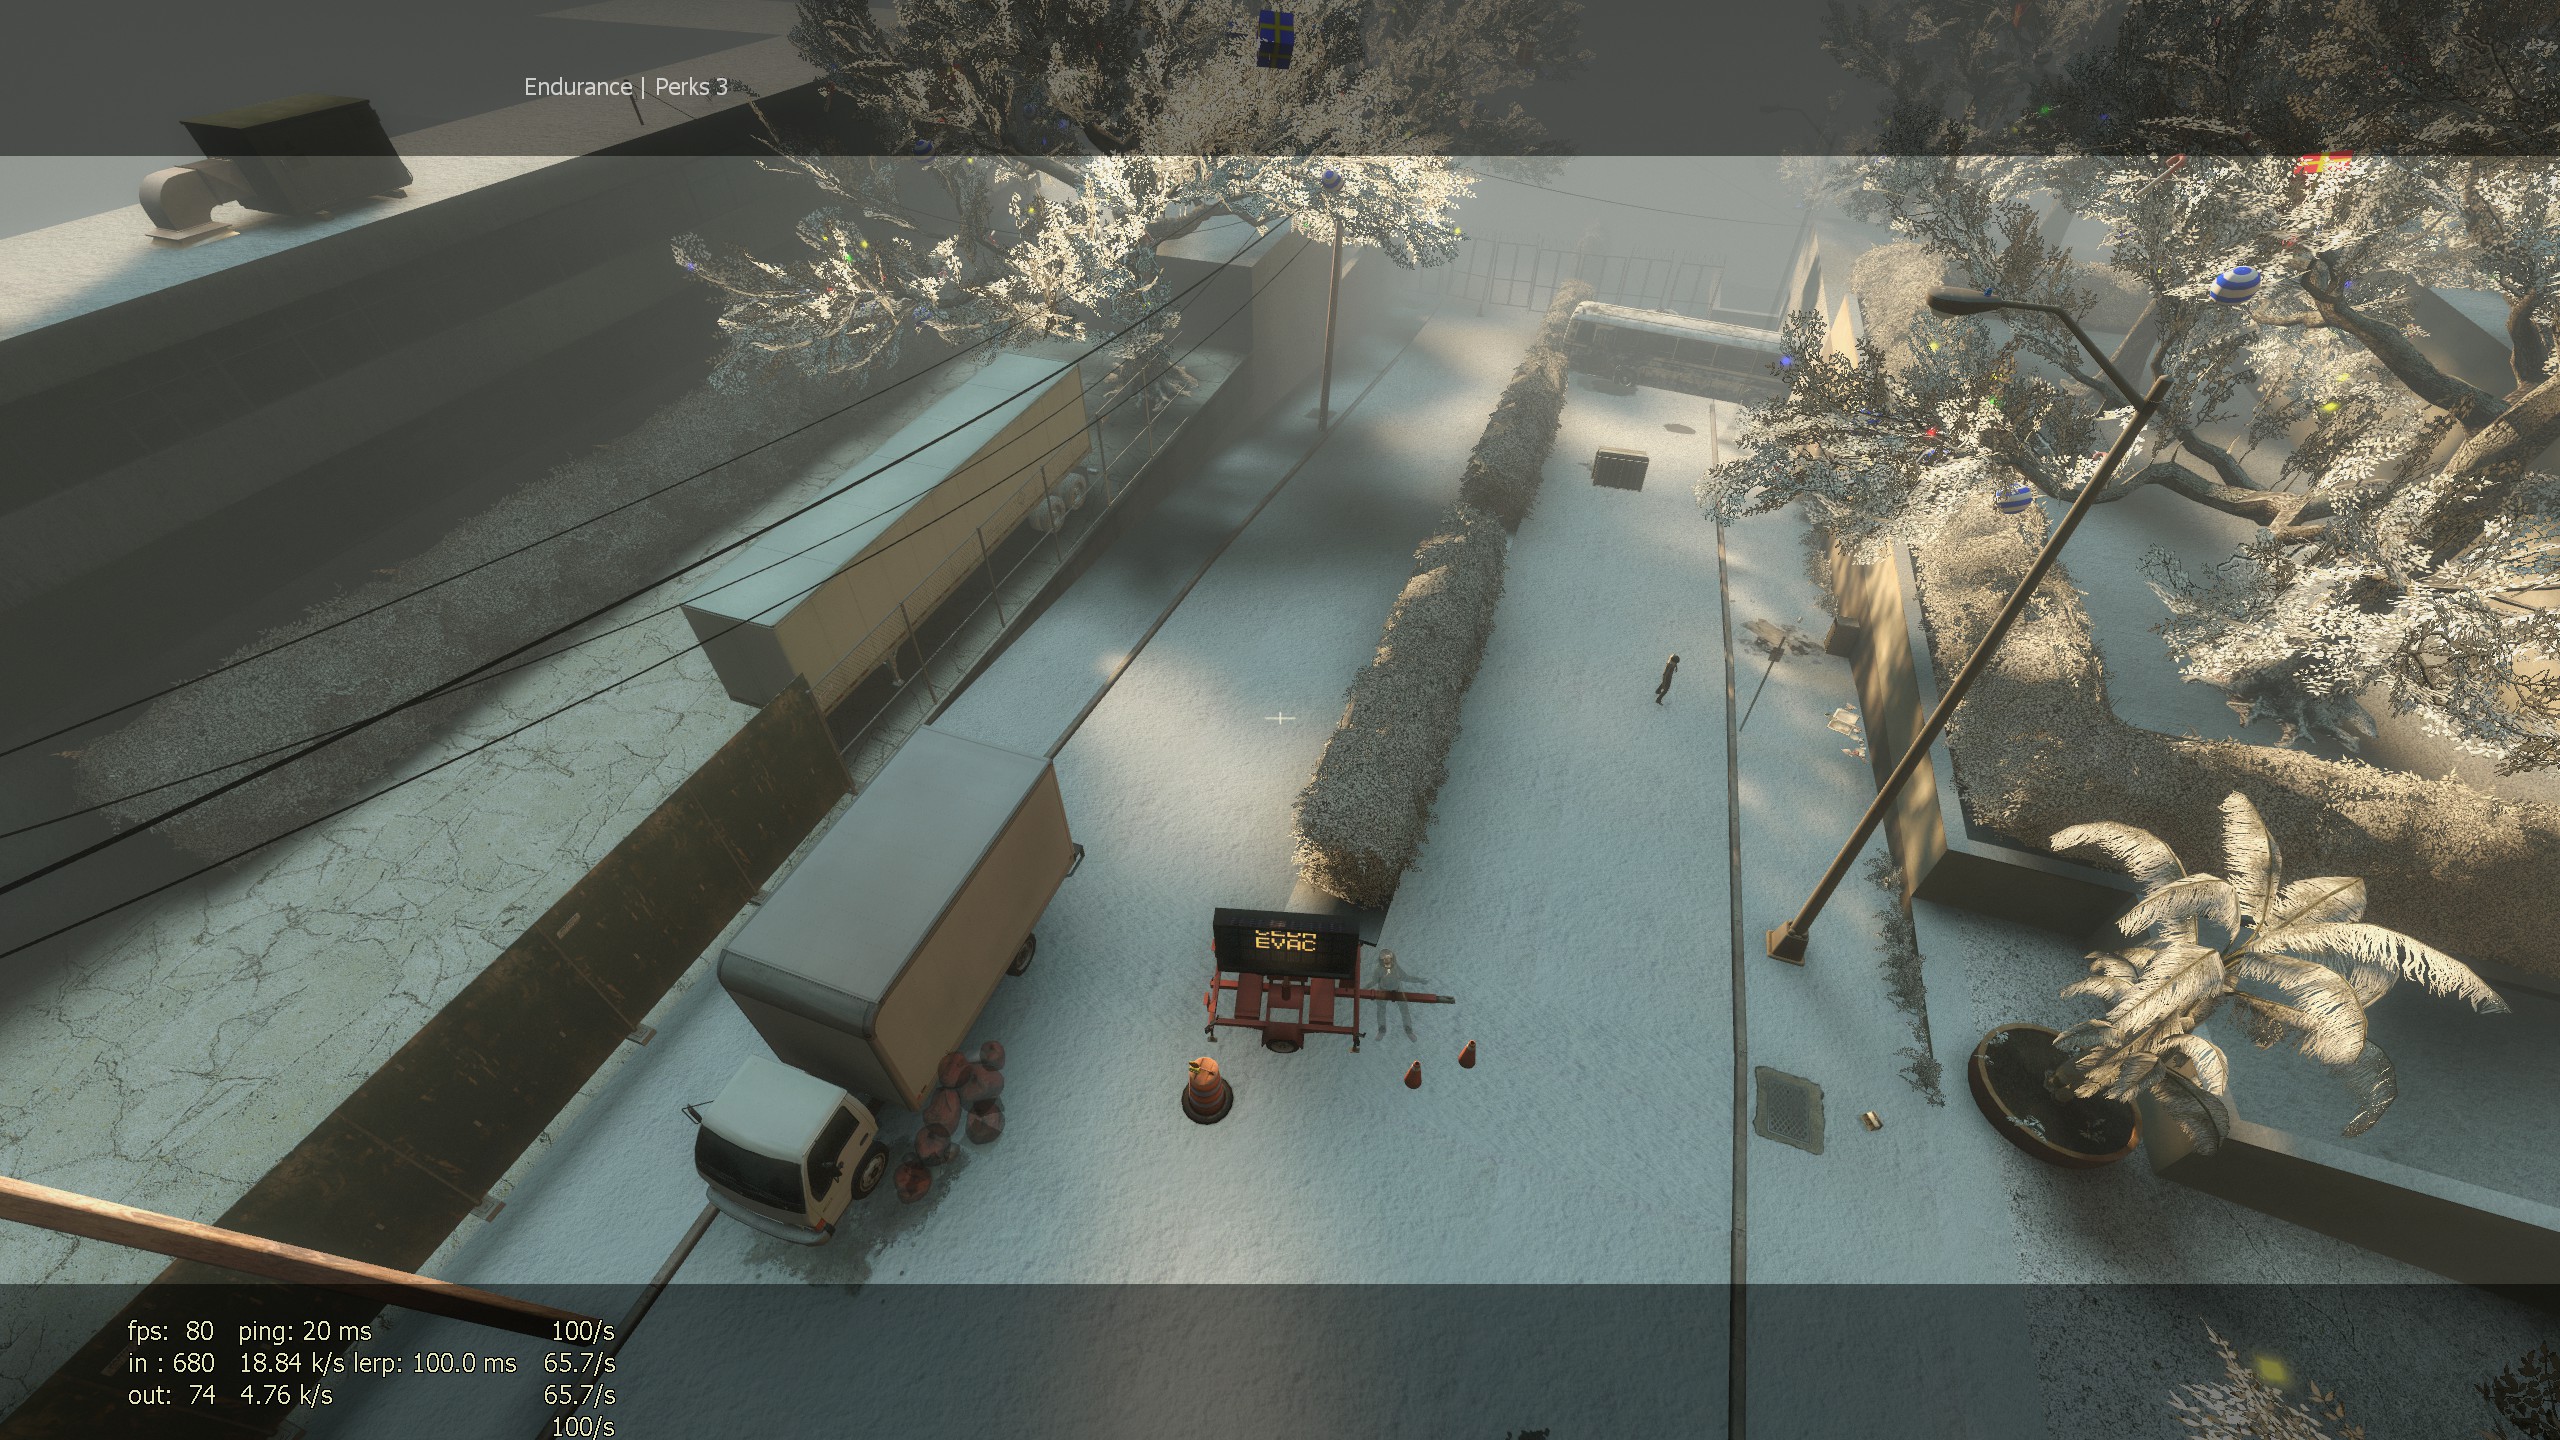 Endurance | Perks 3
EVAC
fps: 80 ping: 20 ms 100/s
in : 680 18.84 k/s lerp: 100.0 ms 65.7/s
out: 74 4.76 k/s 65.7/s
100/s